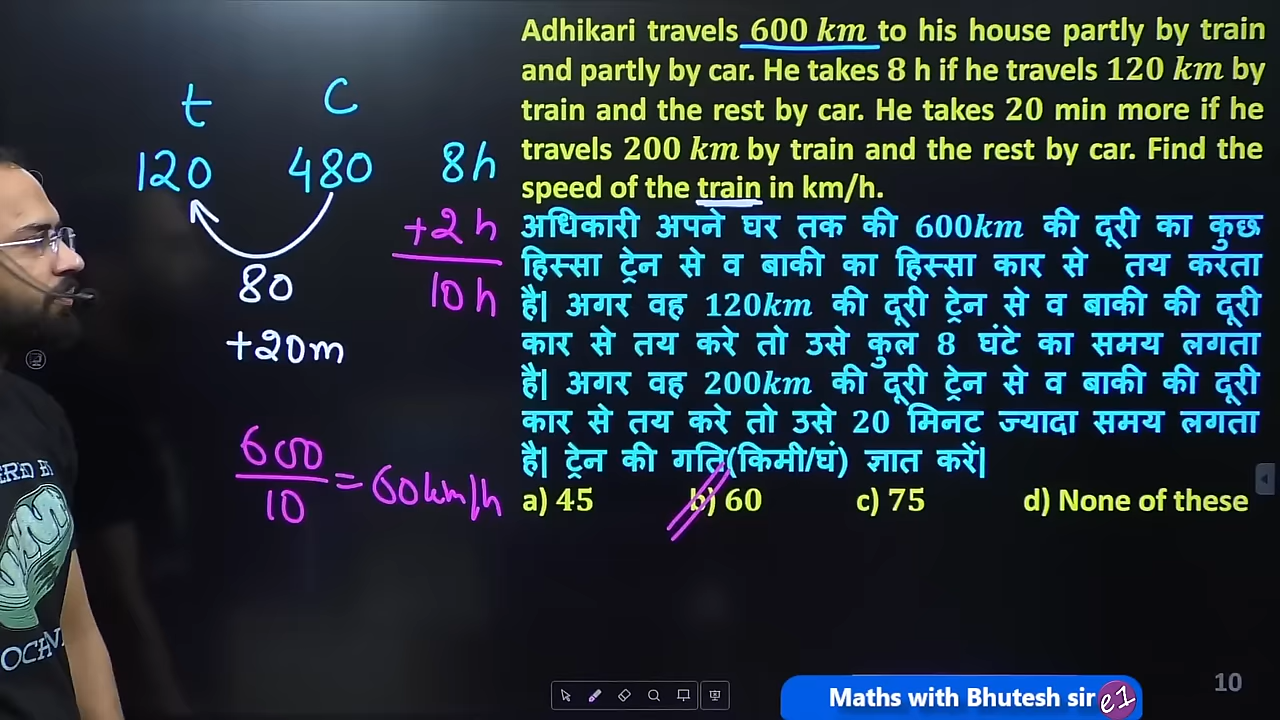 Adhikari travels 600 km to his house partly by train
and partly by car. He takes 8 h if he travels 120 km by
train and the rest by car. He takes 20 min more if he
travels 200 km by train and the rest by car. Find the
speed of the train in km/h.
अधिकारी अपने घर तक की 600km की दूरी का कुछ
हिस्सा ट्रेन से व बाकी का हिस्सा कार से तय करता
है| अगर वह 120km की दूरी ट्रेन से व बाकी की दूरी
कार से तय करे तो उसे कुल 8 घंटे का समय लगता
है| अगर वह 200km की दूरी ट्रेन से व बाकी की दूरी
कार से तय करे तो उसे 20 मिनट ज्यादा समय लगता
है| ट्रेन की गति(किमी/घं) ज्ञात करें|
a) 45 b) 60 c) 75 d) None of these
t C
120 480 8h
+2h
10h
80
+20m
600/10 = 60km/h
Maths with Bhutesh sir
e1
10